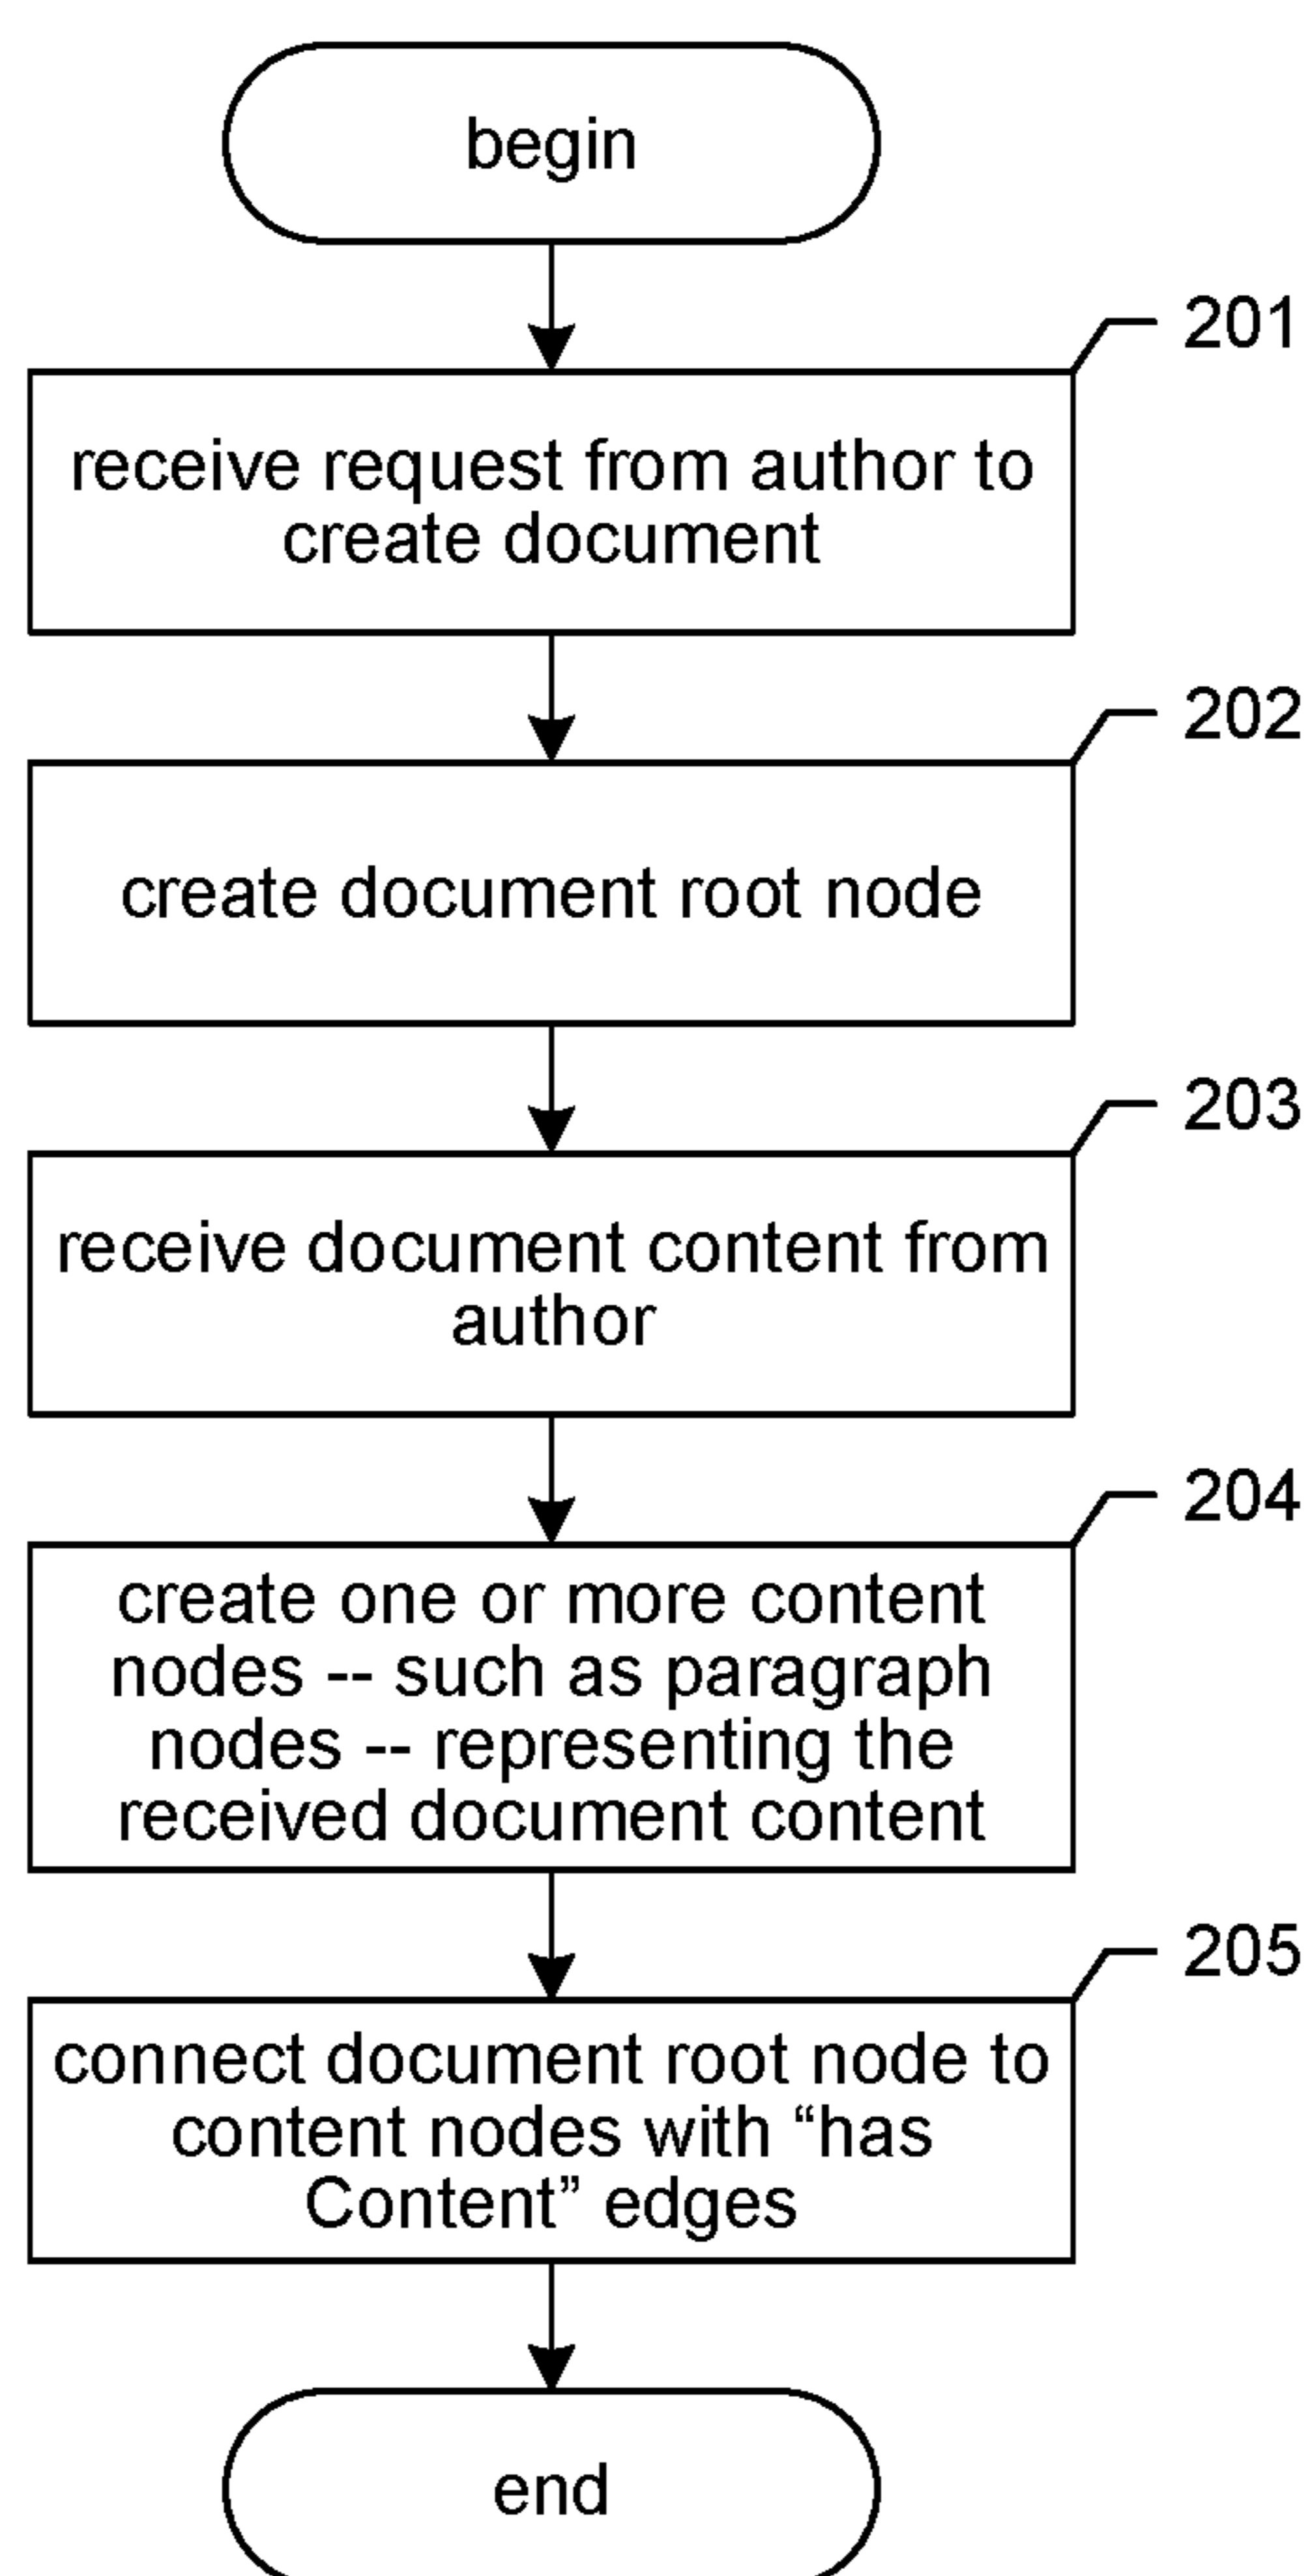 begin
201
receive request from author to
create document
202
create document root node
203
receive document content from
author
204
create one or more content
nodes -- such as paragraph
nodes -- representing the
received document content
205
connect document root node to
content nodes with “has
Content” edges
end